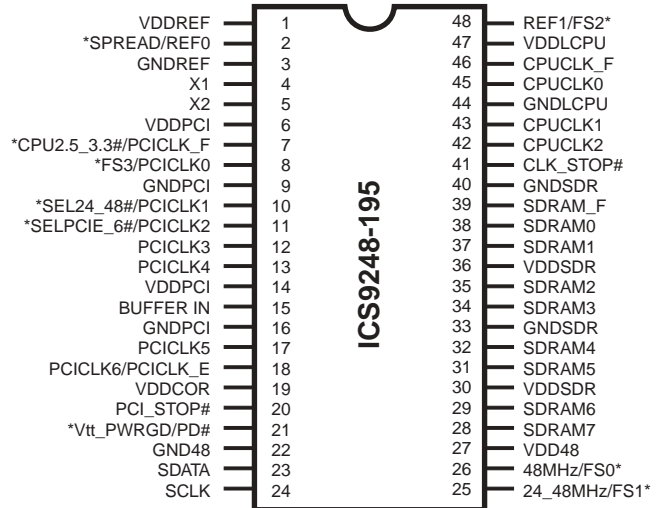 VDDREF 1 48 REF1/FS2*
*SPREAD/REF0 2 47 VDDLCPU
GNDREF 3 46 CPUCLK_F
X1 4 45 CPUCLK0
X2 5 44 GNDLCPU
VDDPCI 6 43 CPUCLK1
*CPU2.5_3.3#/PCICLK_F 7 42 CPUCLK2
*FS3/PCICLK0 8 41 CLK_STOP#
GNDPCI 9 40 GNDSDR
*SEL24_48#/PCICLK1 10 39 SDRAM_F
*SELPCIE_6#/PCICLK2 11 38 SDRAM0
PCICLK3 12 37 SDRAM1
PCICLK4 13 36 VDDSDR
VDDPCI 14 35 SDRAM2
BUFFER IN 15 34 SDRAM3
GNDPCI 16 33 GNDSDR
PCICLK5 17 32 SDRAM4
PCICLK6/PCICLK_E 18 31 SDRAM5
VDDCOR 19 30 VDDSDR
PCI_STOP# 20 29 SDRAM6
*Vtt_PWRGD/PD# 21 28 SDRAM7
GND48 22 27 VDD48
SDATA 23 26 48MHz/FS0*
SCLK 24 25 24_48MHz/FS1*
ICS9248-195